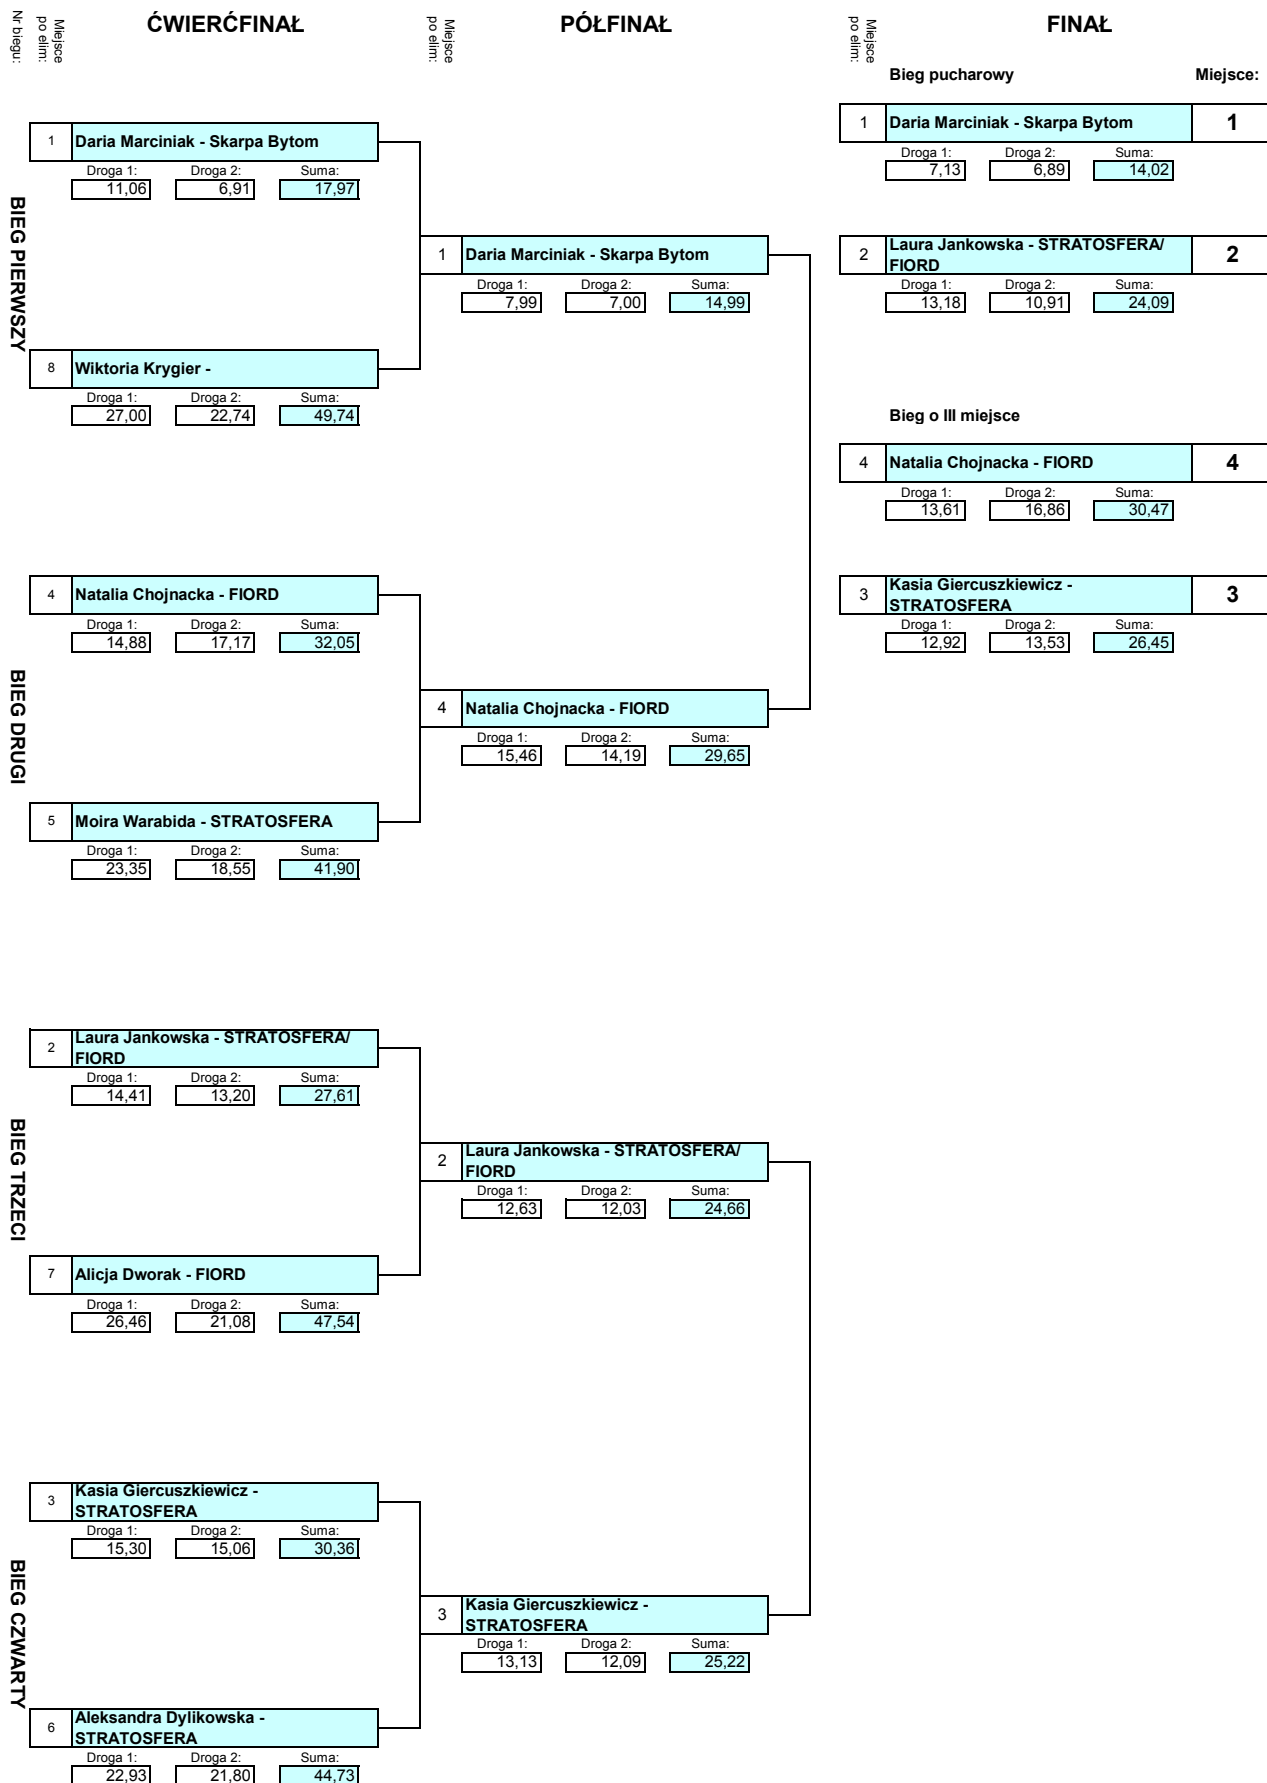 Nr biegu:
Miejsce
po elim:
ĆWIERĆFINAŁ
Miejsce
po elim:
PÓŁFINAŁ
Miejsce
po elim:
FINAŁ
Bieg pucharowy Miejsce:
BIEG PIERWSZY
1 Daria Marciniak - Skarpa Bytom
Droga 1: Droga 2: Suma:
11,06 6,91 17,97
8 Wiktoria Krygier -
Droga 1: Droga 2: Suma:
27,00 22,74 49,74
BIEG DRUGI
4 Natalia Chojnacka - FIORD
Droga 1: Droga 2: Suma:
14,88 17,17 32,05
5 Moira Warabida - STRATOSFERA
Droga 1: Droga 2: Suma:
23,35 18,55 41,90
BIEG TRZECI
2 Laura Jankowska - STRATOSFERA/
FIORD
Droga 1: Droga 2: Suma:
14,41 13,20 27,61
7 Alicja Dworak - FIORD
Droga 1: Droga 2: Suma:
26,46 21,08 47,54
BIEG CZWARTY
3 Kasia Giercuszkiewicz -
STRATOSFERA
Droga 1: Droga 2: Suma:
15,30 15,06 30,36
6 Aleksandra Dylikowska -
STRATOSFERA
Droga 1: Droga 2: Suma:
22,93 21,80 44,73
1 Daria Marciniak - Skarpa Bytom
Droga 1: Droga 2: Suma:
7,99 7,00 14,99
4 Natalia Chojnacka - FIORD
Droga 1: Droga 2: Suma:
15,46 14,19 29,65
2 Laura Jankowska - STRATOSFERA/
FIORD
Droga 1: Droga 2: Suma:
12,63 12,03 24,66
3 Kasia Giercuszkiewicz -
STRATOSFERA
Droga 1: Droga 2: Suma:
13,13 12,09 25,22
1 Daria Marciniak - Skarpa Bytom 1
Droga 1: Droga 2: Suma:
7,13 6,89 14,02
2 Laura Jankowska - STRATOSFERA/
FIORD 2
Droga 1: Droga 2: Suma:
13,18 10,91 24,09
Bieg o III miejsce
4 Natalia Chojnacka - FIORD 4
Droga 1: Droga 2: Suma:
13,61 16,86 30,47
3 Kasia Giercuszkiewicz -
STRATOSFERA 3
Droga 1: Droga 2: Suma:
12,92 13,53 26,45